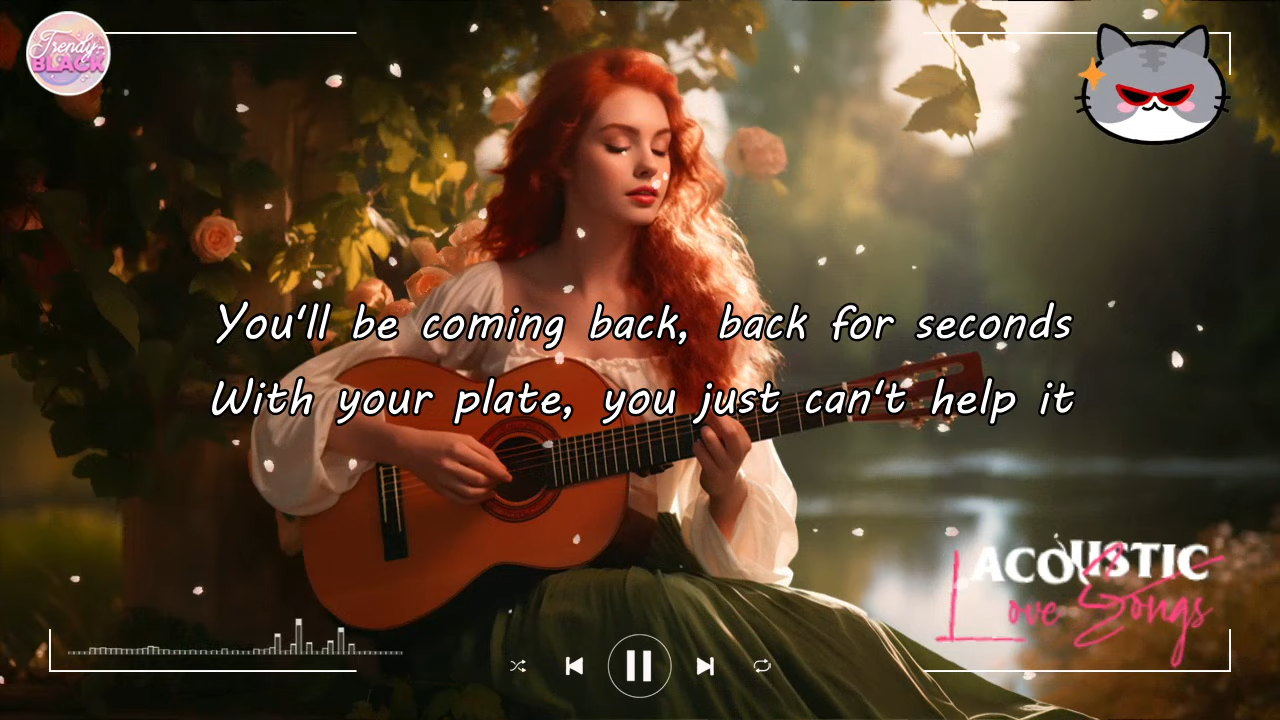 Trendy
BLACK
You'll be coming back, back for seconds
With your plate, you just can't help it
ACOUSTIC
Love Songs